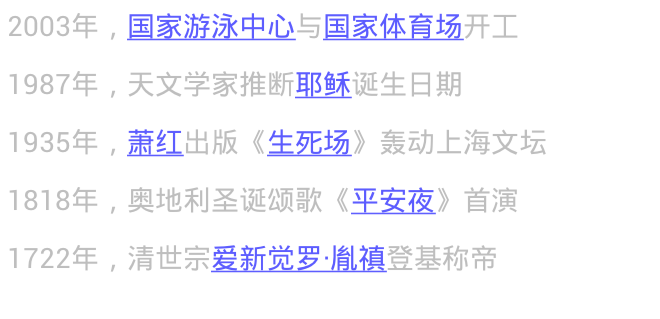 2003年，国家游泳中心与国家体育场开工
1987年，天文学家推断耶稣诞生日期
1935年，萧红出版《生死场》轰动上海文坛
1818年，奥地利圣诞颂歌《平安夜》首演
1722年，清世宗爱新觉罗·胤禛登基称帝